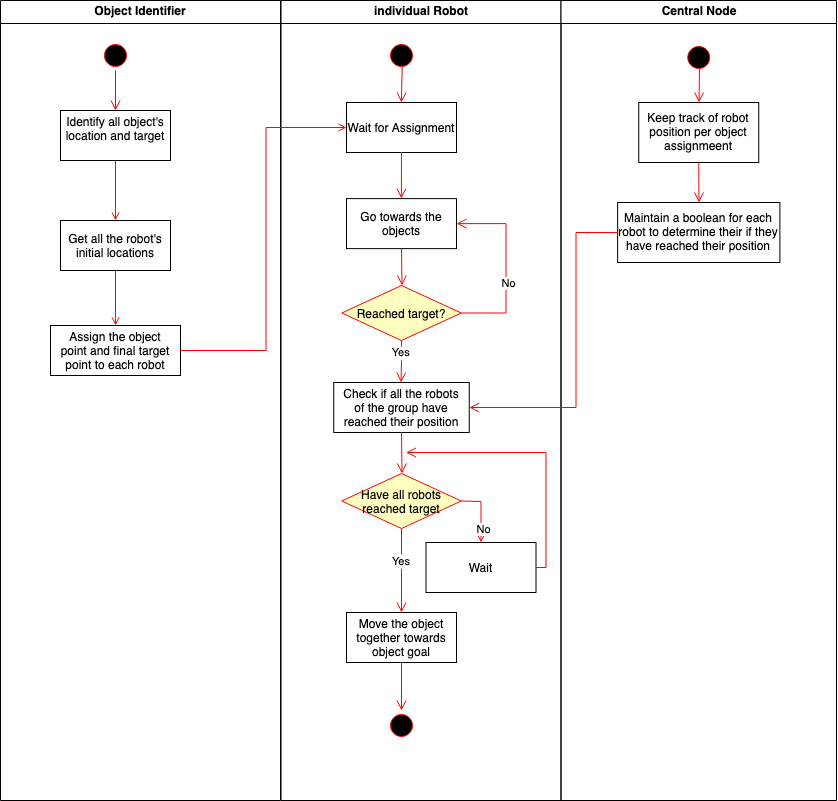 Object Identifier
individual Robot
Central Node
Identify all object's
location and target
Get all the robot's
initial locations
Assign the object
point and final target
point to each robot
Wait for Assignment
Go towards the
objects
No
Reached target?
Yes
Check if all the robots
of the group have
reached their position
Have all robots
reached target
No
Wait
Yes
Move the object
together towards
object goal
Keep track of robot
position per object
assignmeent
Maintain a boolean for each
robot to determine their if they
have reached their position